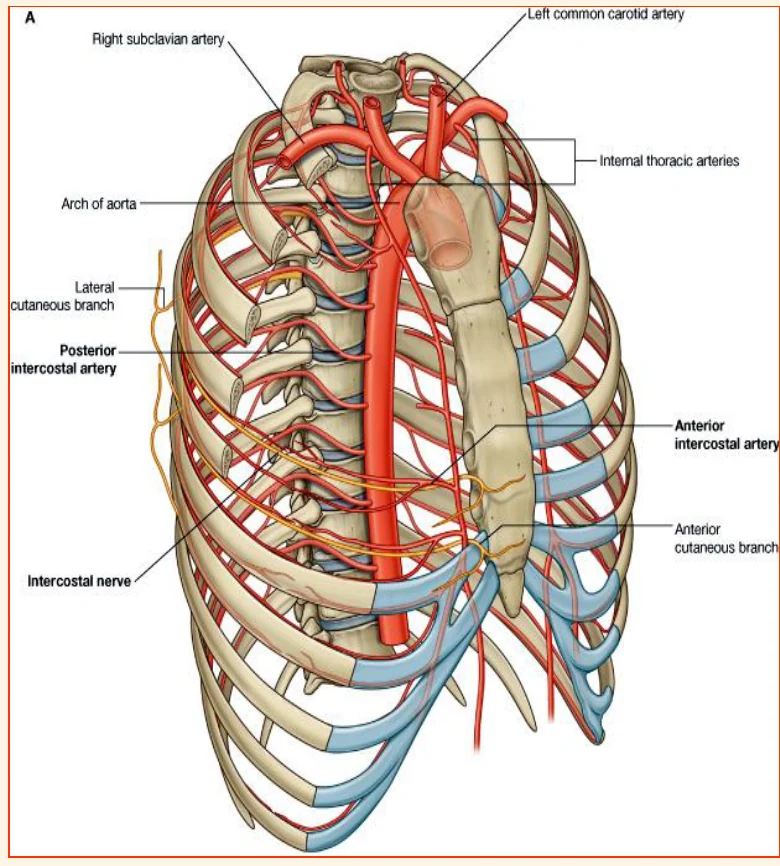 A
Left common carotid artery
Right subclavian artery
Internal thoracic arteries
Arch of aorta
Lateral
cutaneous branch
Posterior
intercostal artery
Anterior
intercostal artery
Anterior
cutaneous branch
Intercostal nerve